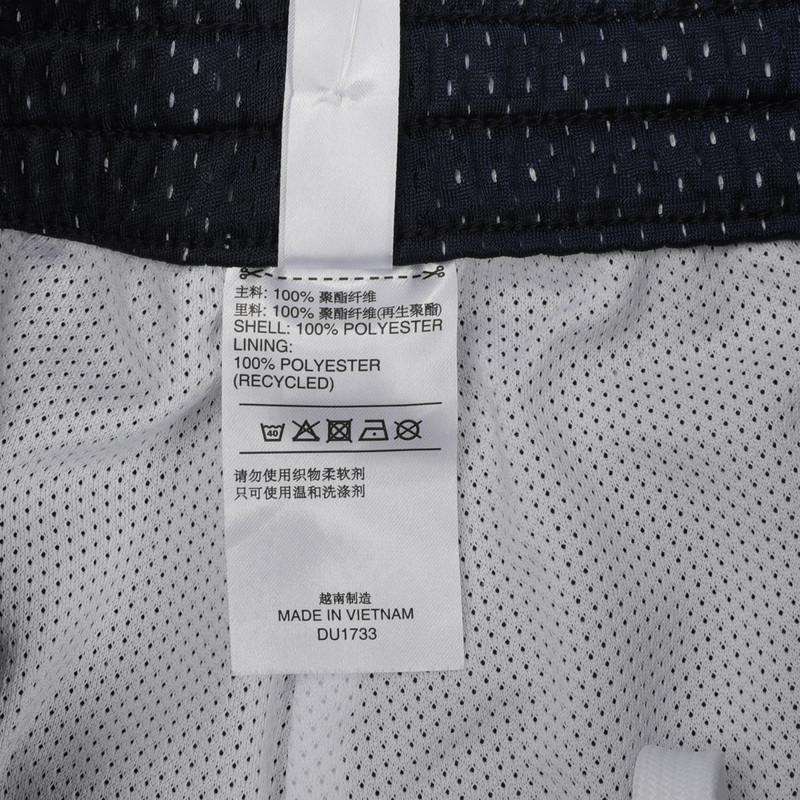 主料: 100% 聚酯纤维
里料: 100% 聚酯纤维(再生聚酯)
SHELL: 100% POLYESTER
LINING:
100% POLYESTER
(RECYCLED)
40
请勿使用织物柔软剂
只可使用温和洗涤剂
越南制造
MADE IN VIETNAM
DU1733